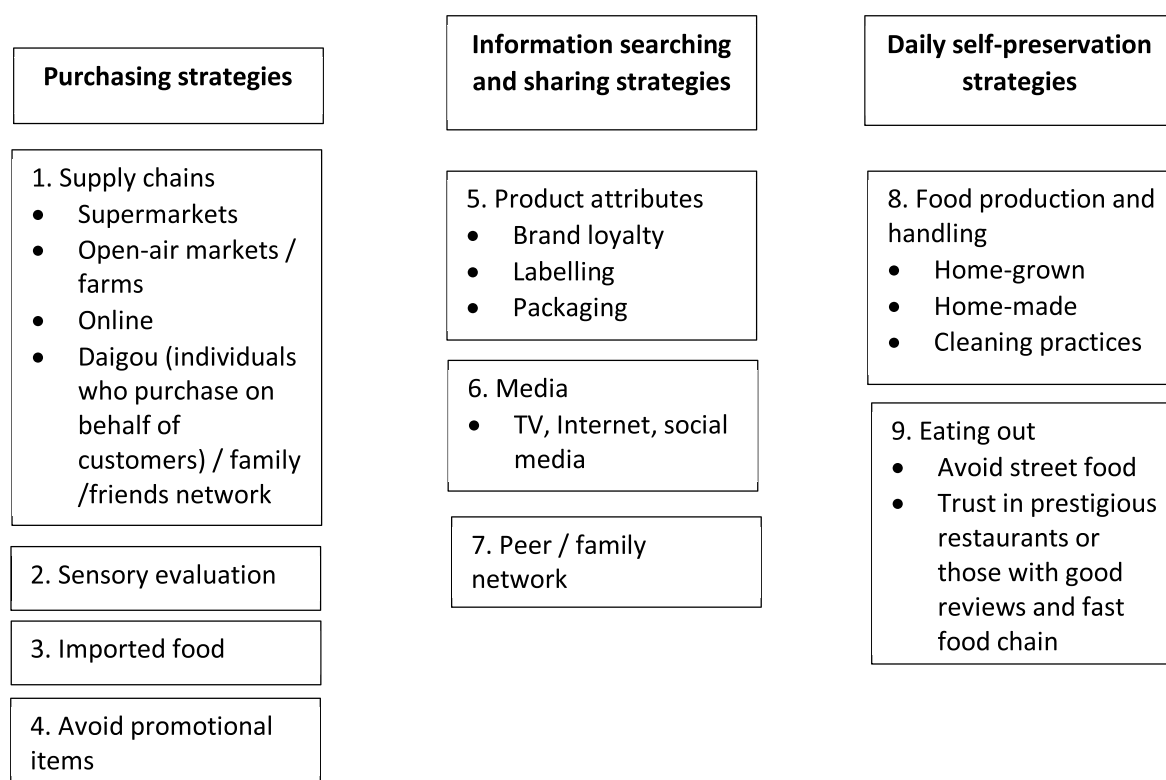 Purchasing strategies
1. Supply chains
• Supermarkets
• Open-air markets /
farms
• Online
• Daigou (individuals
who purchase on
behalf of
customers) / family
/friends network
2. Sensory evaluation
3. Imported food
4. Avoid promotional
items
Information searching
and sharing strategies
5. Product attributes
• Brand loyalty
• Labelling
• Packaging
6. Media
• TV, Internet, social
media
7. Peer / family
network
Daily self-preservation
strategies
8. Food production and
handling
• Home-grown
• Home-made
• Cleaning practices
9. Eating out
• Avoid street food
• Trust in prestigious
restaurants or
those with good
reviews and fast
food chain